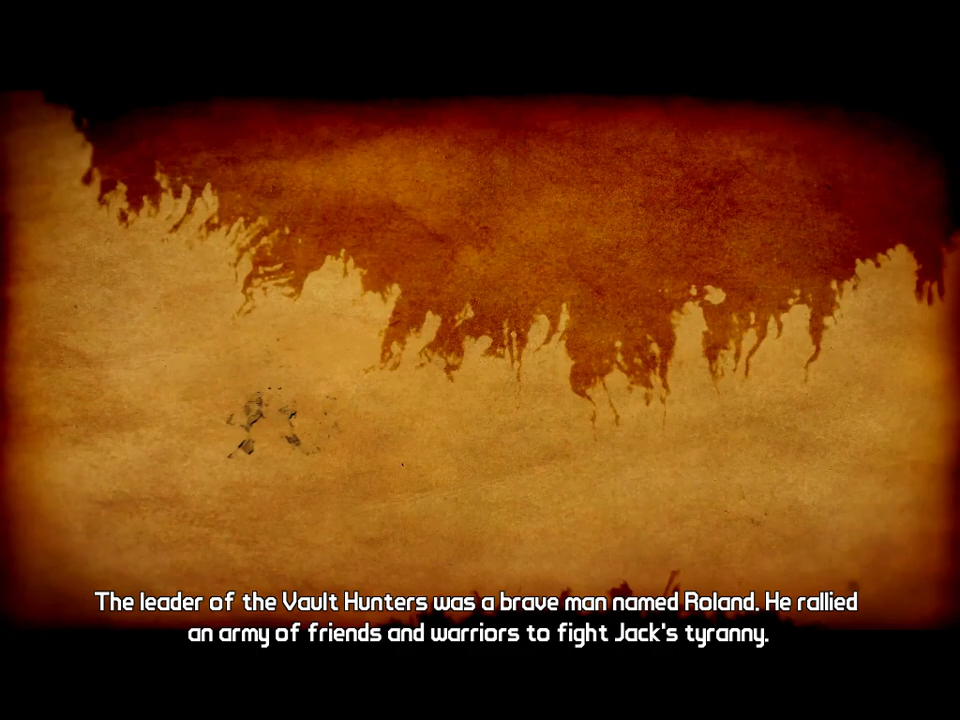 The leader of the Vault Hunters was a brave man named Roland. He rallied
an army of friends and warriors to fight Jack's tyranny.